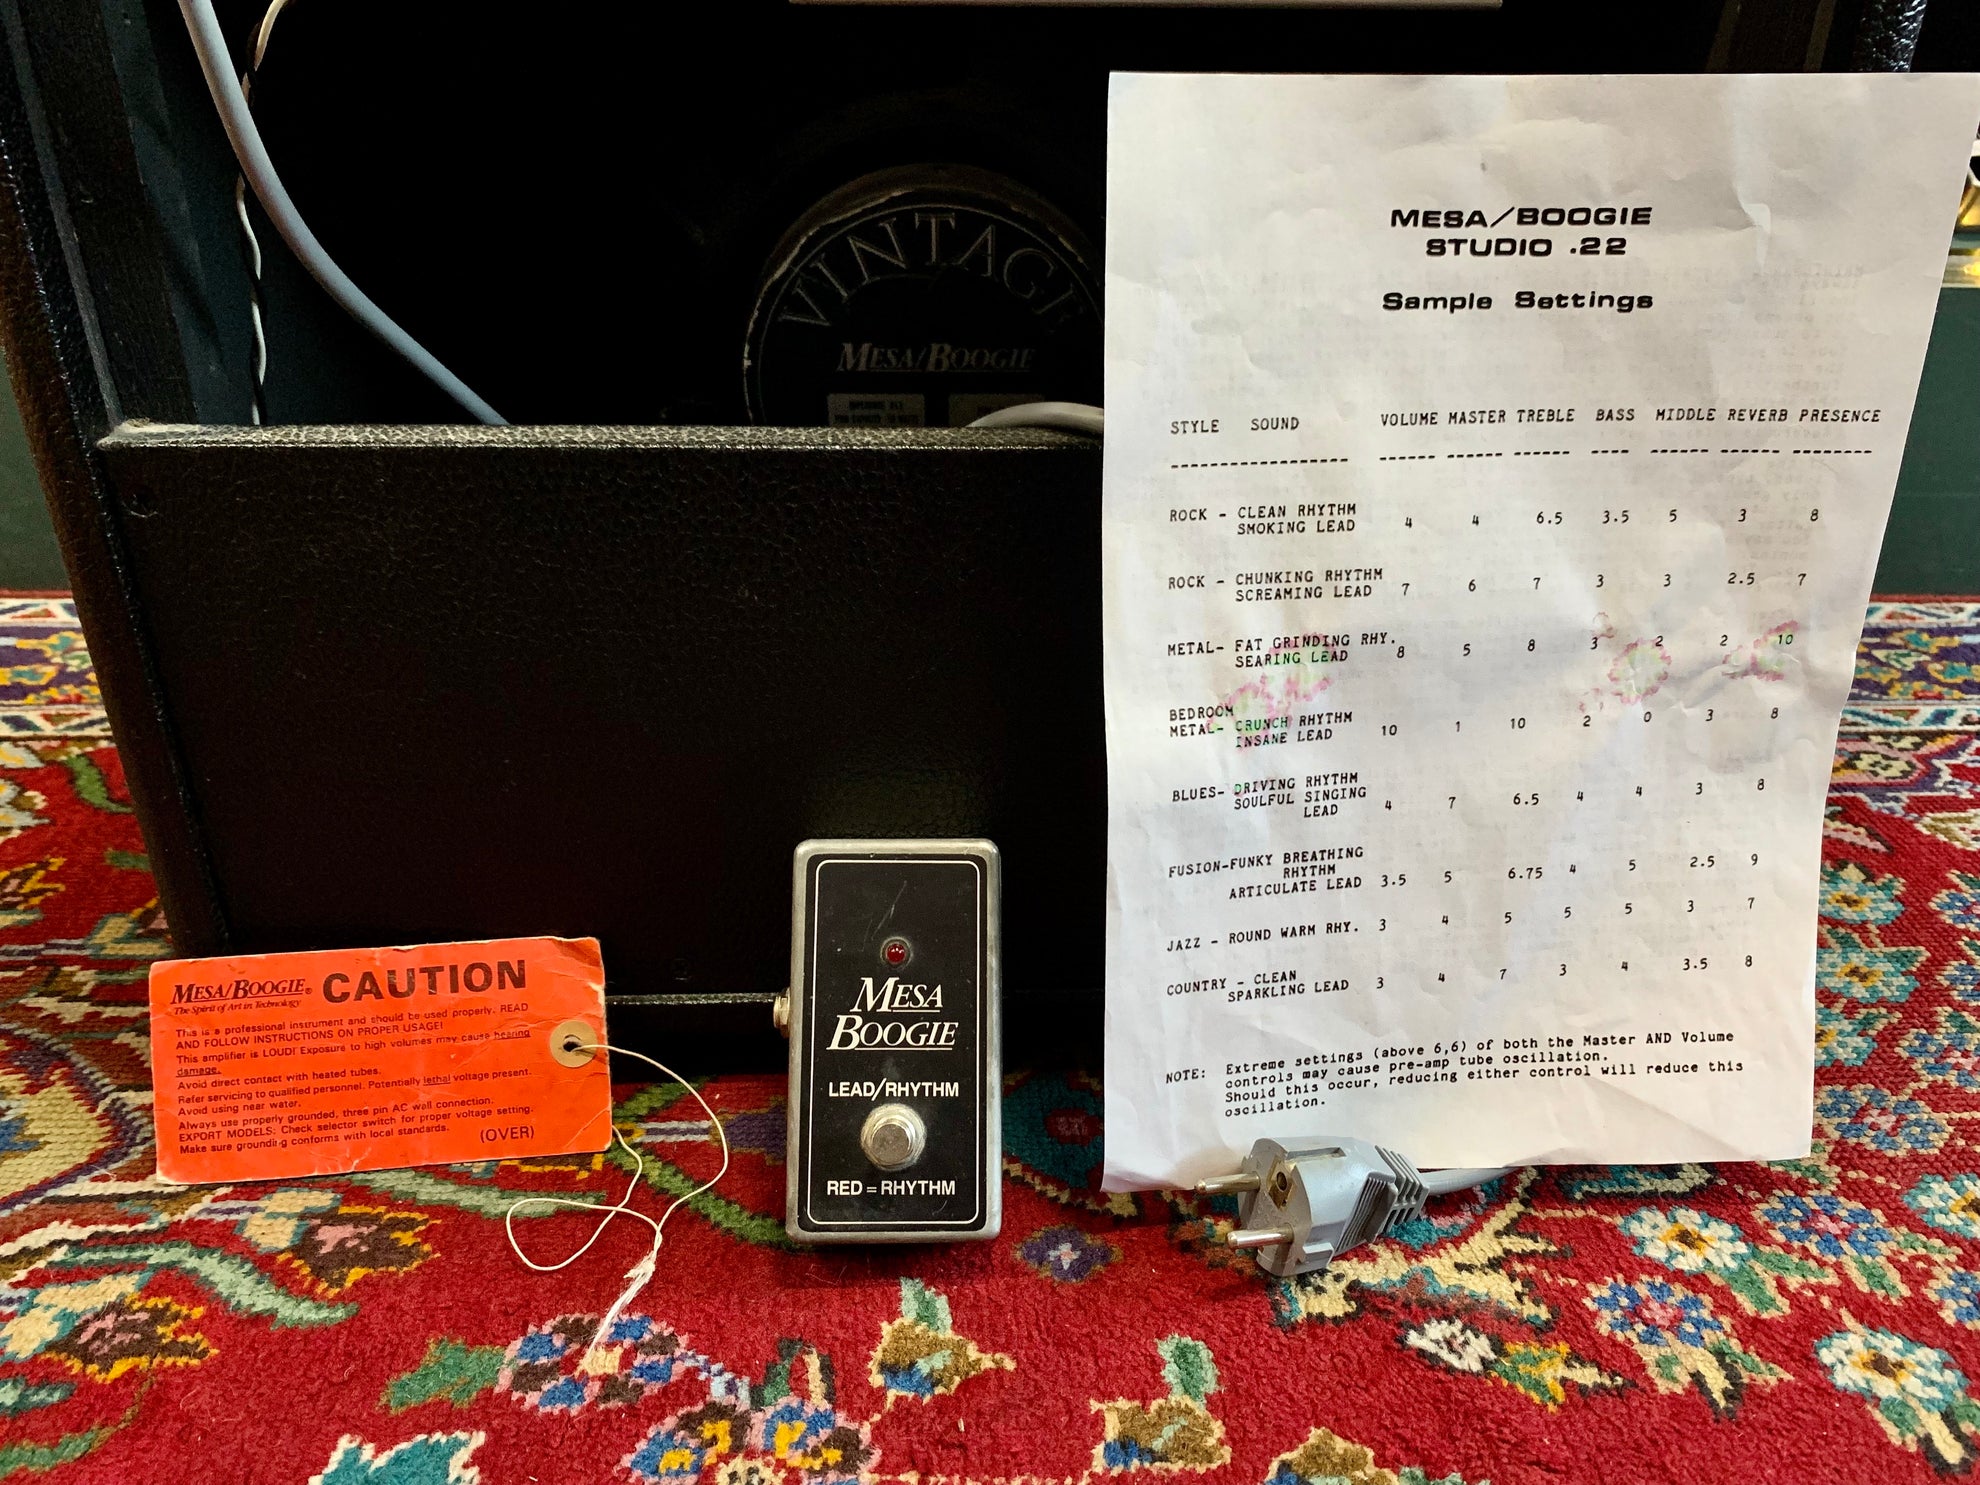 VINTAGE
MESA/BOOGIE
MESA/BOOGIE® CAUTION
The Spirit of Art in Technology
This is a professional instrument and should be used properly. READ
AND FOLLOW INSTRUCTIONS ON PROPER USAGE!
This amplifier is LOUD! Exposure to high volumes may cause hearing
damage.
Avoid direct contact with heated tubes.
Refer servicing to qualified personnel. Potentially lethal voltage present.
Avoid using near water.
Always use properly grounded, three pin AC wall connection.
EXPORT MODELS: Check selector switch for proper voltage setting.
Make sure grounding conforms with local standards.
(OVER)
MESA
BOOGIE
LEAD/RHYTHM
RED = RHYTHM
MESA/BOOGIE
STUDIO .22
Sample Settings
STYLE SOUND VOLUME MASTER TREBLE BASS MIDDLE REVERB PRESENCE
ROCK - CLEAN RHYTHM
SMOKING LEAD 4 4 6.5 3.5 5 3 8
ROCK - CHUNKING RHYTHM
SCREAMING LEAD 7 6 7 3 3 2.5 7
METAL- FAT GRINDING RHY.
SEARING LEAD 8 5 8 3 2 2 10
BEDROOM
METAL- CRUNCH RHYTHM
INSANE LEAD 10 1 10 2 0 3 8
BLUES- DRIVING RHYTHM
SOULFUL SINGING 4 7 6.5 4 4 3 8
LEAD
FUSION-FUNKY BREATHING
RHYTHM
ARTICULATE LEAD 3.5 5 6.75 4 5 2.5 9
JAZZ - ROUND WARM RHY. 3 4 5 5 5 3 7
COUNTRY - CLEAN
SPARKLING LEAD 3 4 7 3 4 3.5 8
NOTE: Extreme settings (above 6,6) of both the Master AND Volume
controls may cause pre-amp tube oscillation.
Should this occur, reducing either control will reduce this
oscillation.